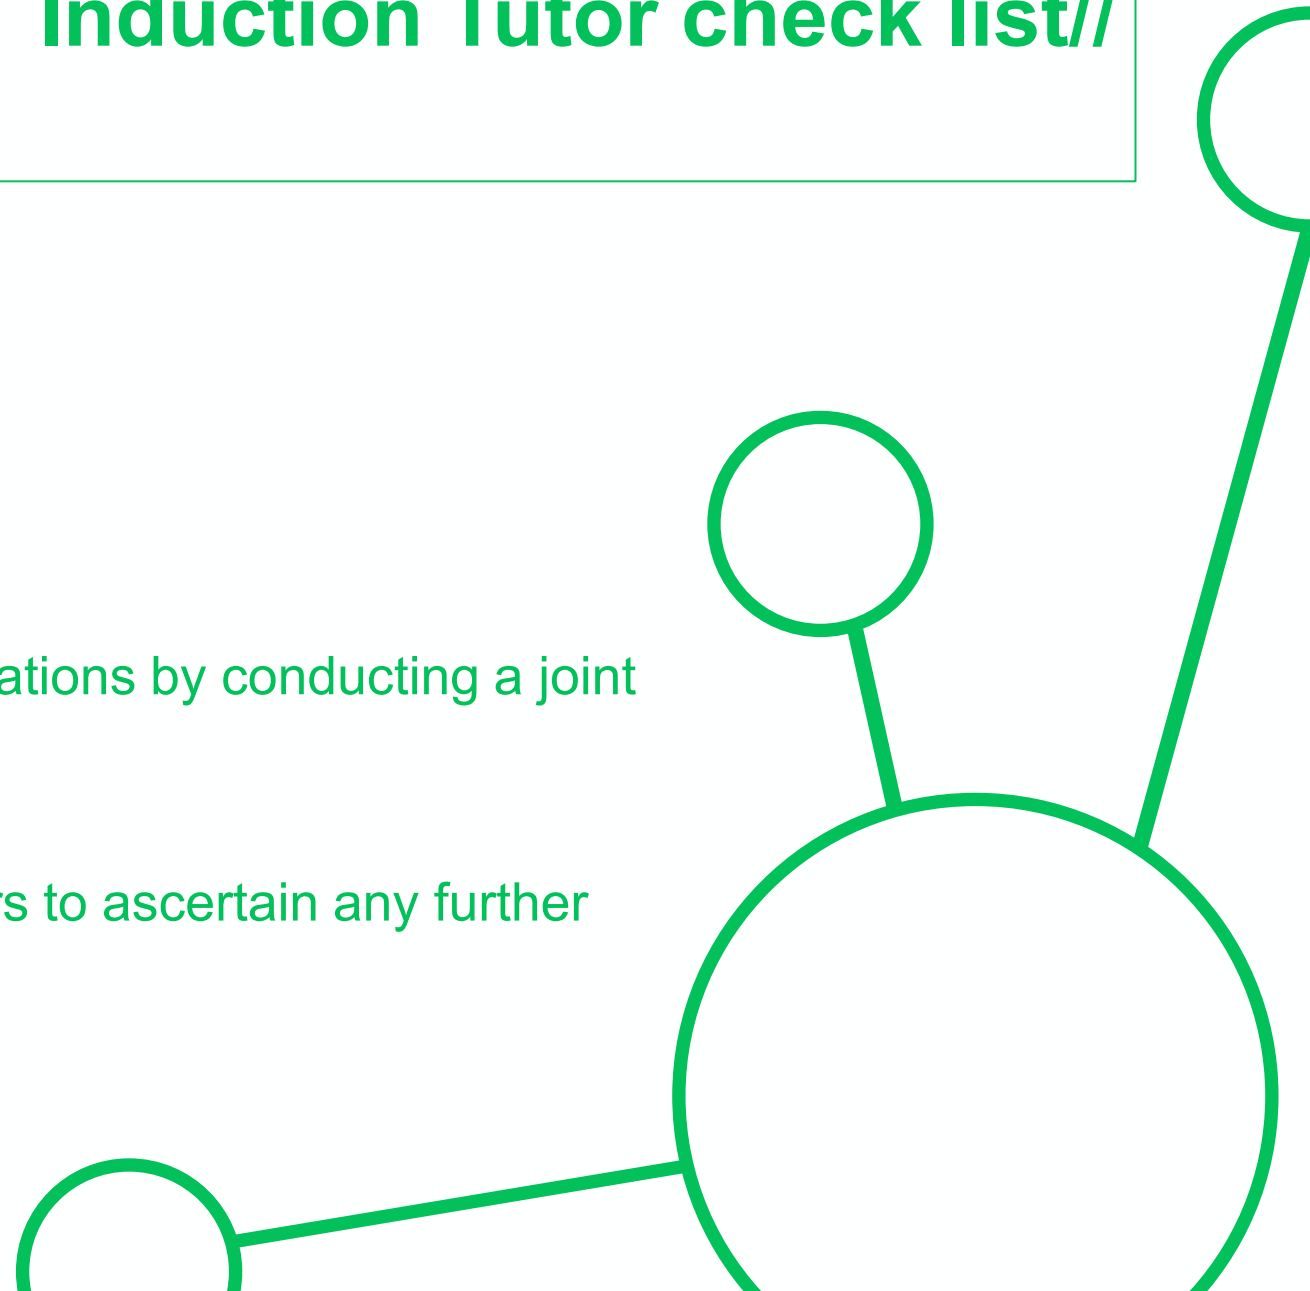 Induction Tutor check list//
ations by conducting a joint
rs to ascertain any further